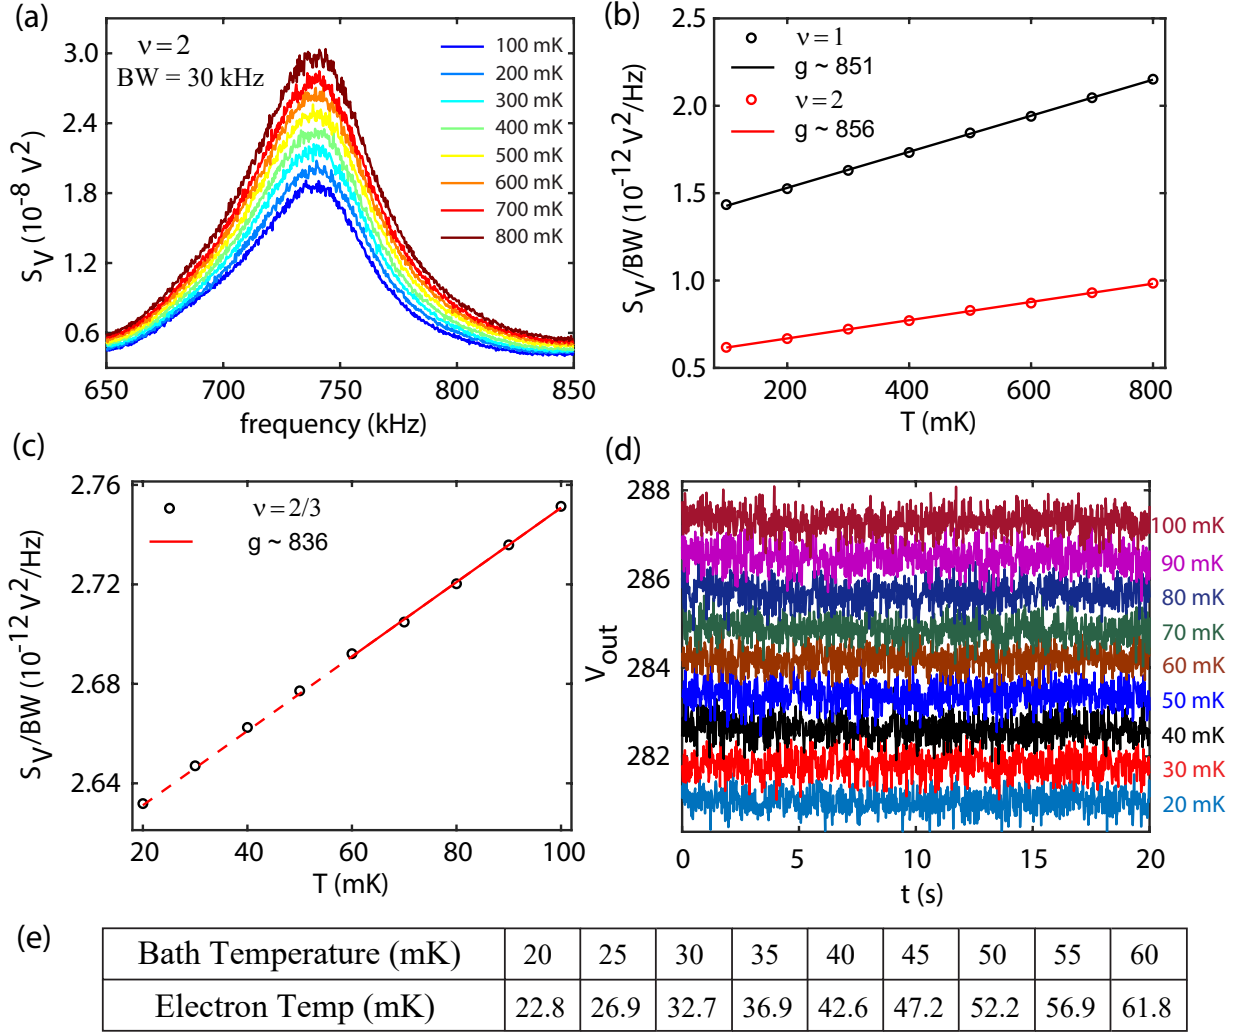 (a)
ν = 2
BW = 30 kHz
100 mK
200 mK
300 mK
400 mK
500 mK
600 mK
700 mK
800 mK
3.0
2.4
1.8
1.2
0.6
S_V (10⁻⁸ V²)
650 700 750 800 850
frequency (kHz)
(b)
ν = 1
g ~ 851
ν = 2
g ~ 856
2.5
2.0
1.5
1.0
0.5
S_V/BW (10⁻¹² V²/Hz)
200 400 600 800
T (mK)
(c)
ν = 2/3
g ~ 836
2.76
2.72
2.68
2.64
S_V/BW (10⁻¹² V²/Hz)
20 40 60 80 100
T (mK)
(d)
288
286
284
282
V_out
100 mK
90 mK
80 mK
70 mK
60 mK
50 mK
40 mK
30 mK
20 mK
0 5 10 15 20
t (s)
(e)
Bath Temperature (mK) 20 25 30 35 40 45 50 55 60
Electron Temp (mK) 22.8 26.9 32.7 36.9 42.6 47.2 52.2 56.9 61.8